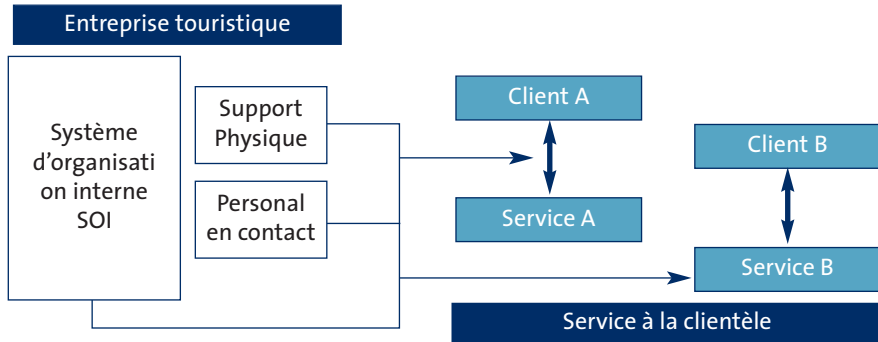 Entreprise touristique
Système
d'organisati
on interne
SOI
Support
Physique
Personal
en contact
Client A
Service A
Client B
Service B
Service à la clientèle